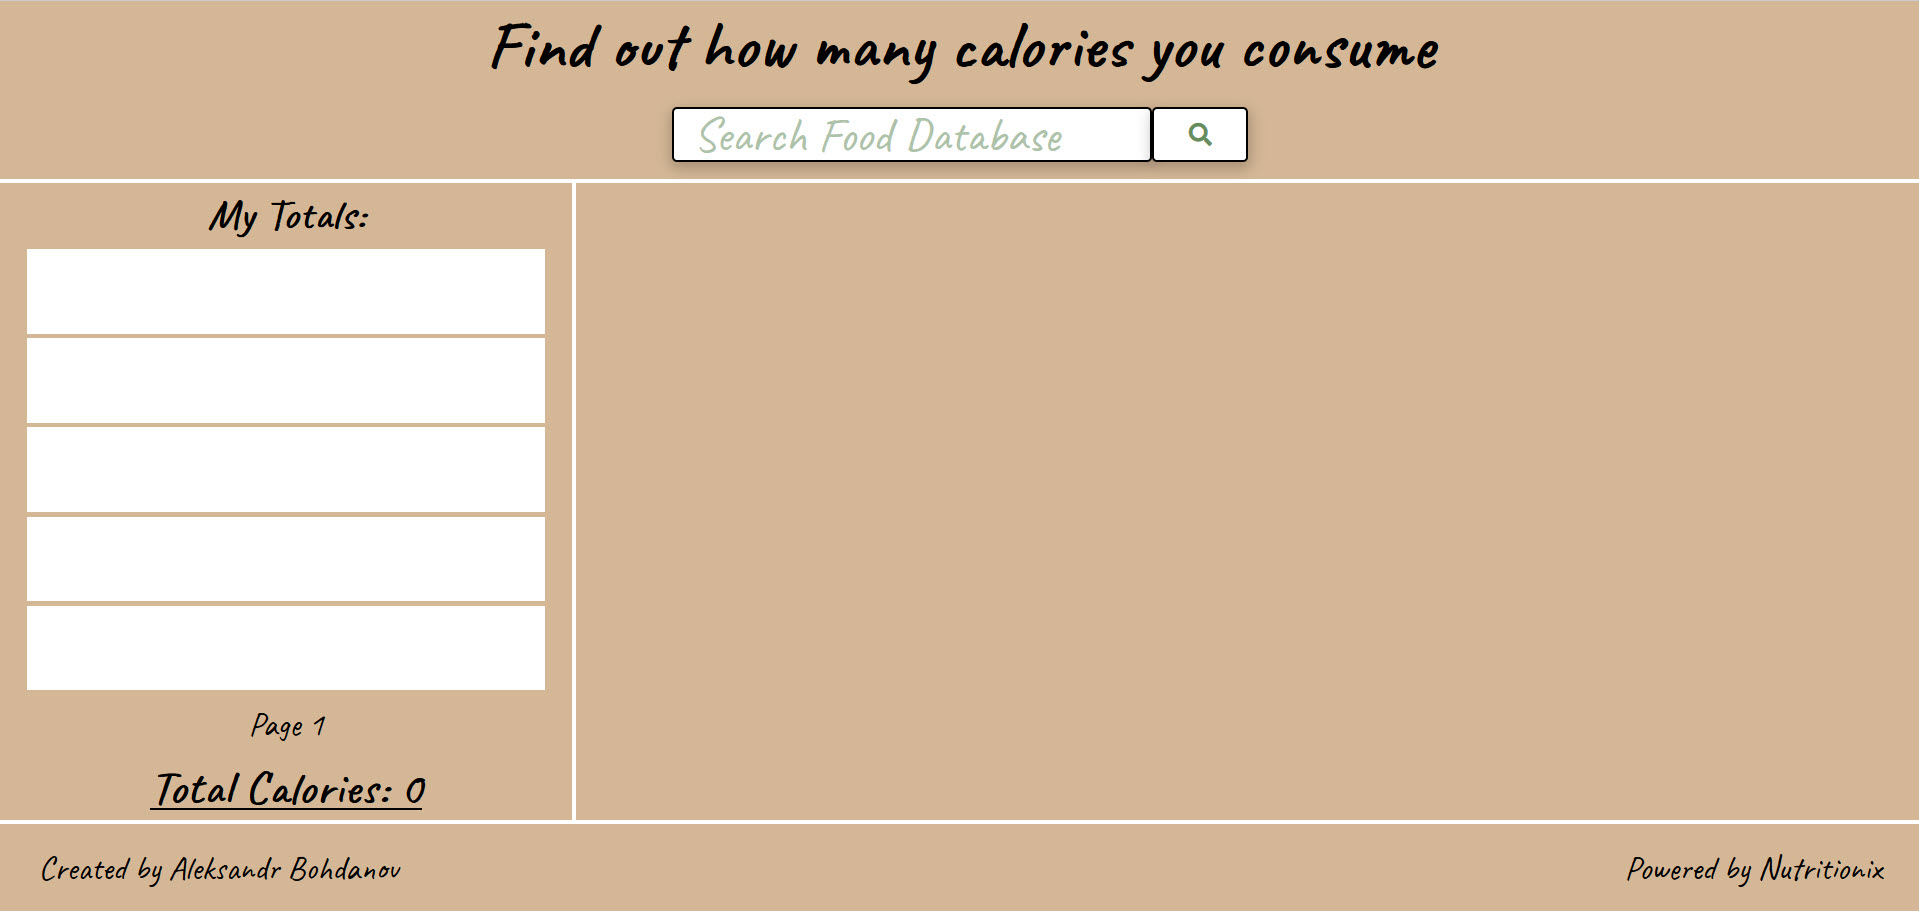 Find out how many calories you consume
Search Food Database
My Totals:
Page 1
Total Calories: 0
Created by Aleksandr Bohdanov
Powered by Nutritionix